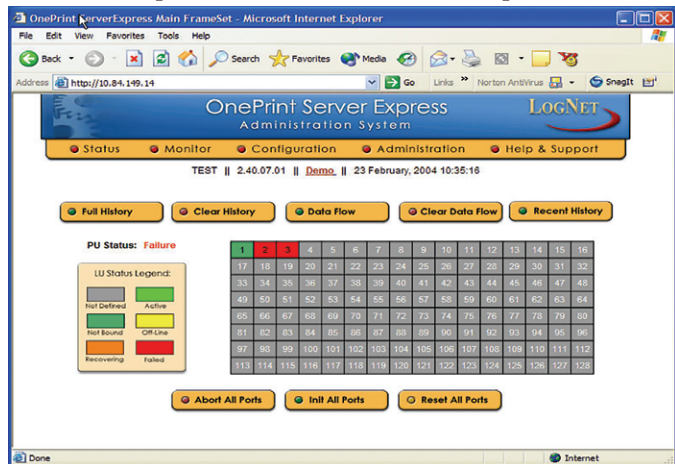 OnePrint ServerExpress Main FrameSet - Microsoft Internet Explorer
File Edit View Favorites Tools Help
Back Search Favorites Media
Address http://10.84.149.14 Go Links » Norton AntiVirus SnagIt
OnePrint Server Express LogNet
Administration System
Status Monitor Configuration Administration Help & Support
TEST || 2.40.07.01 || Demo || 23 February, 2004 10:35:16
Full History Clear History Data Flow Clear Data Flow Recent History
PU Status: Failure
LU Status Legend:
Not Defined Active
Not Bound Off-Line
Recovering Failed
1 2 3 4 5 6 7 8 9 10 11 12 13 14 15 16
17 18 19 20 21 22 23 24 25 26 27 28 29 30 31 32
33 34 35 36 37 38 39 40 41 42 43 44 45 46 47 48
49 50 51 52 53 54 55 56 57 58 59 60 61 62 63 64
65 66 67 68 69 70 71 72 73 74 75 76 77 78 79 80
81 82 83 84 85 86 87 88 89 90 91 92 93 94 95 96
97 98 99 100 101 102 103 104 105 106 107 108 109 110 111 112
113 114 115 116 117 118 119 120 121 122 123 124 125 126 127 128
Abort All Ports Init All Ports Reset All Ports
Done Internet